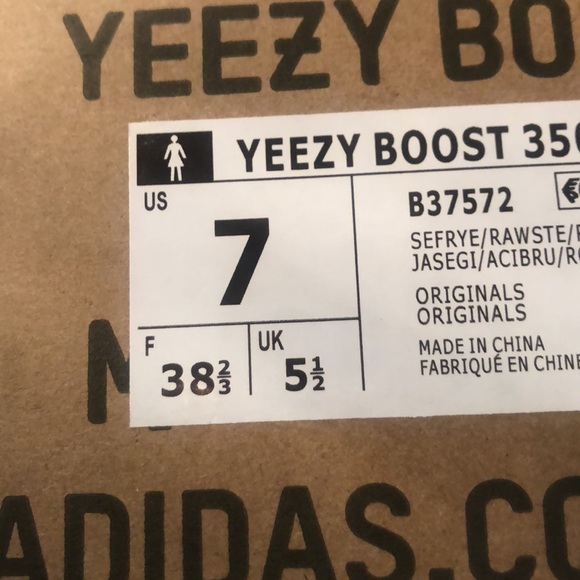 YEEZY BO
YEEZY BOOST 350
US
7
B37572
SEFRYE/RAWSTE/
JASEGI/ACIBRU/
ORIGINALS
ORIGINALS
MADE IN CHINA
FABRIQUÉ EN CHINE
F
38⅔
UK
5½
M
ADIDAS.CO